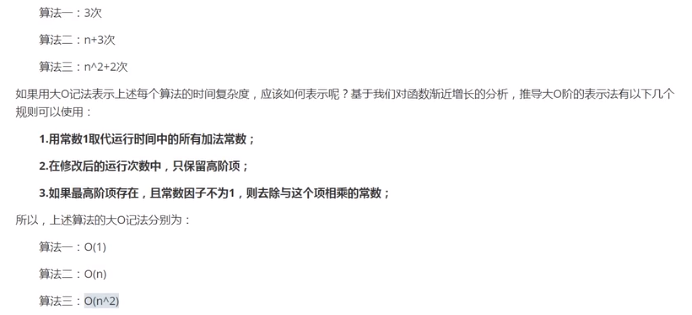 算法一：3次
算法二：n+3次
算法三：n^2+2次
如果用大O记法表示上述每个算法的时间复杂度，应该如何表示呢？基于我们对函数渐近增长的分析，推导大O阶的表示法有以下几个
规则可以使用：
1.用常数1取代运行时间中的所有加法常数；
2.在修改后的运行次数中，只保留高阶项；
3.如果最高阶项存在，且常数因子不为1，则去除与这个项相乘的常数；
所以，上述算法的大O记法分别为：
算法一：O(1)
算法二：O(n)
算法三：O(n^2)